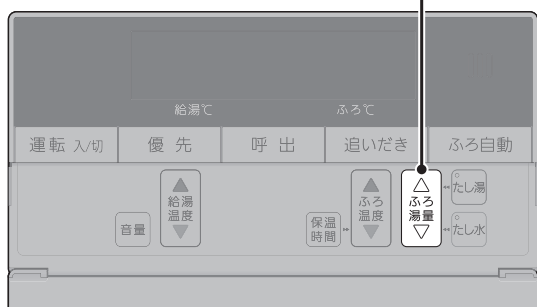 給湯℃ ふろ℃
運転 入/切 優先 呼出 追いだき ふろ自動
音量
給湯
温度
保温
時間
ふろ
温度
ふろ
湯量
たし湯
たし水